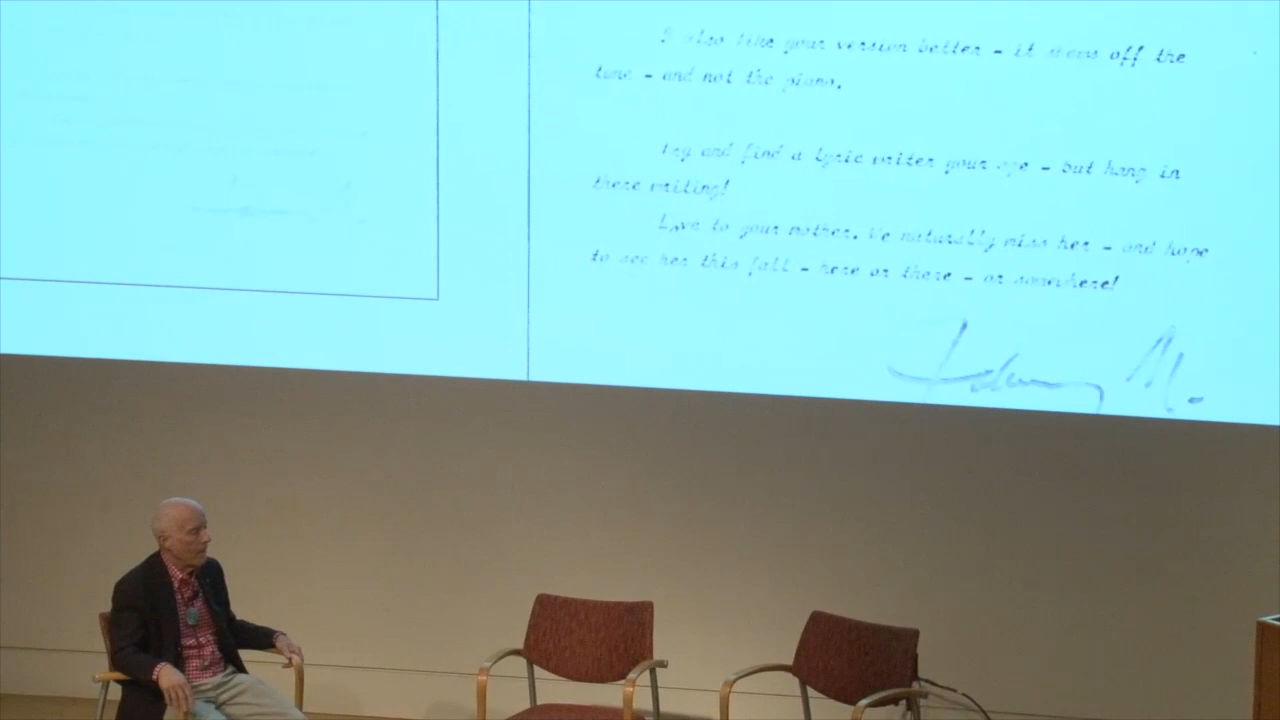 I also like your version better - it shows off the
tune - and not the piano.
Try and find a lyric writer your age - but hang in
there writing!
Love to your mother. We naturally miss her - and hope
to see her this fall - here or there - or somewhere!
Johnny M.